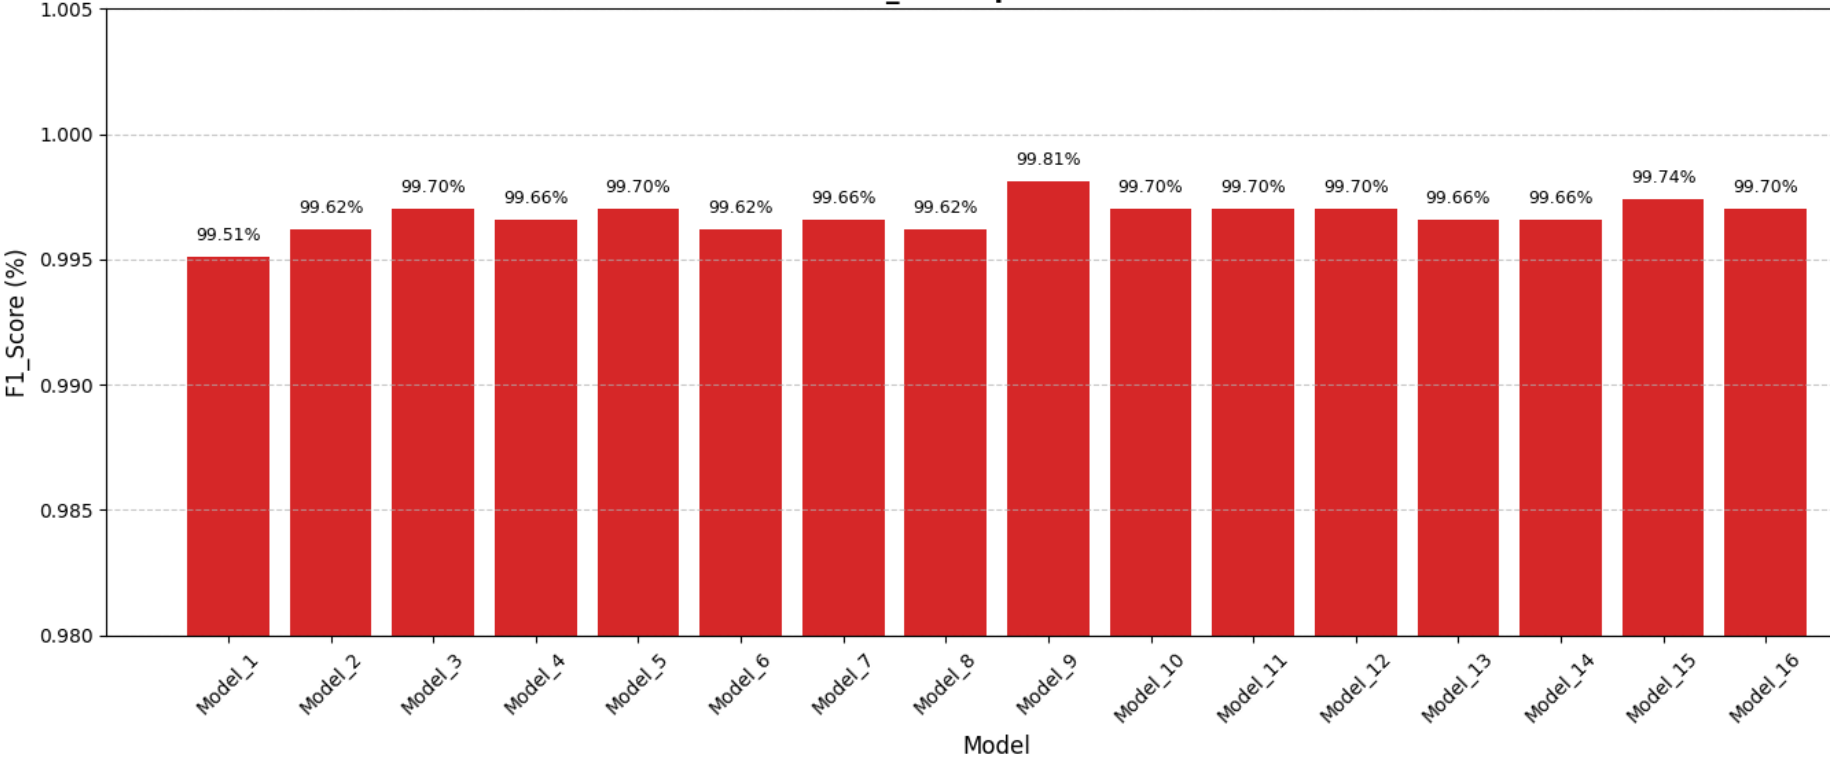 1.005
1.000
0.995
0.990
0.985
0.980
F1_Score (%)
99.51%
99.62%
99.70%
99.66%
99.70%
99.62%
99.66%
99.62%
99.81%
99.70%
99.70%
99.70%
99.66%
99.66%
99.74%
99.70%
Model_1
Model_2
Model_3
Model_4
Model_5
Model_6
Model_7
Model_8
Model_9
Model_10
Model_11
Model_12
Model_13
Model_14
Model_15
Model_16
Model